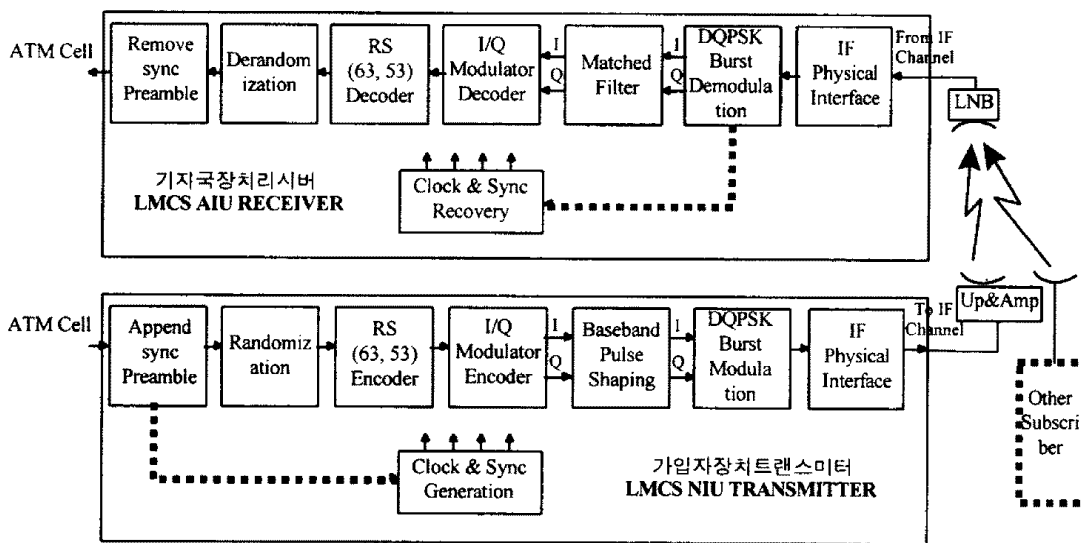 ATM Cell
Remove
sync
Preamble
Derandom
ization
RS
(63, 53)
Decoder
I/Q
Modulator
Decoder
I
Q
Matched
Filter
I
Q
DQPSK
Burst
Demodula
tion
IF
Physical
Interface
From IF
Channel
LNB
기자국장처리시버
LMCS AIU RECEIVER
Clock & Sync
Recovery
ATM Cell
Append
sync
Preamble
Randomiz
ation
RS
(63, 53)
Encoder
I/Q
Modulator
Encoder
I
Q
Baseband
Pulse
Shaping
I
Q
DQPSK
Burst
Modula
tion
IF
Physical
Interface
To IF
Channel
Up&Amp
Other
Subscri
ber
Clock & Sync
Generation
가입자장치트랜스미터
LMCS NIU TRANSMITTER